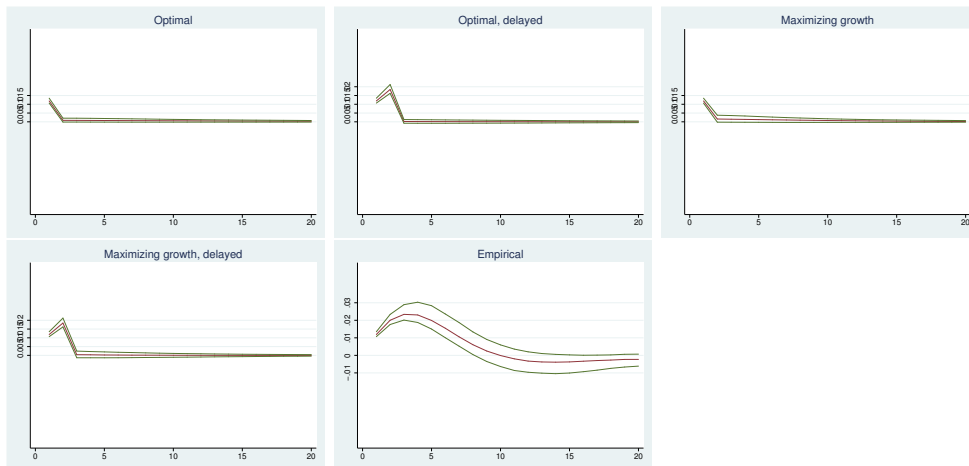 Optimal
0 5 10 15 20
Optimal, delayed
0 5 10 15 20
Maximizing growth
0 5 10 15 20
Maximizing growth, delayed
0 5 10 15 20
Empirical
.03
.02
.01
0
-.01
0 5 10 15 20